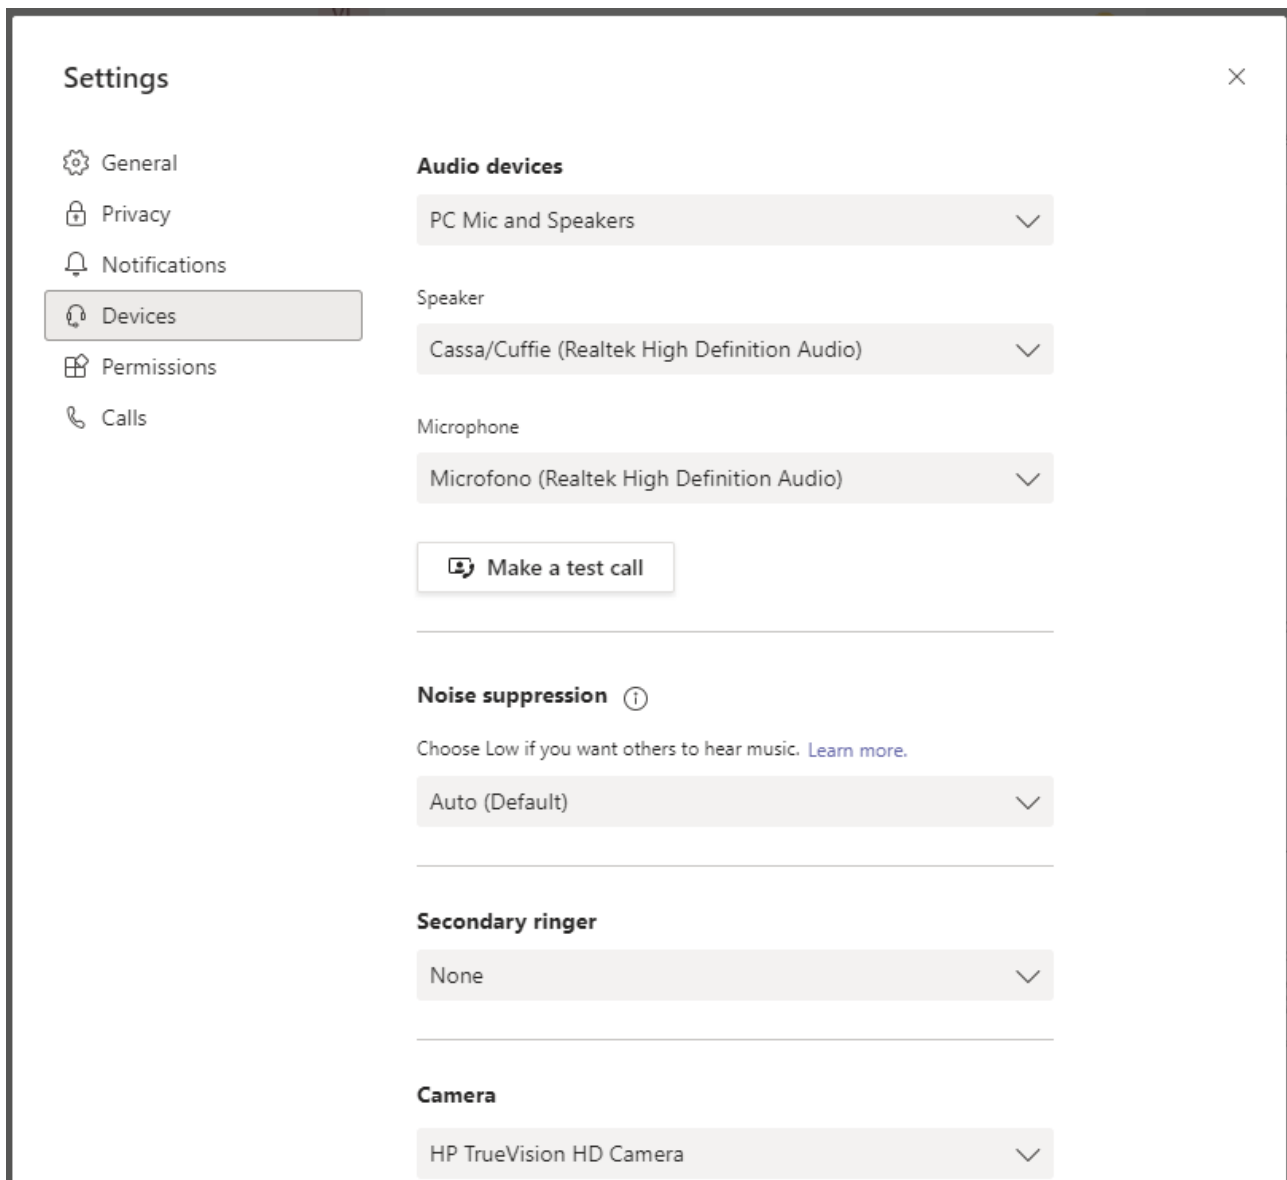 Settings
General
Privacy
Notifications
Devices
Permissions
Calls
Audio devices
PC Mic and Speakers
Speaker
Cassa/Cuffie (Realtek High Definition Audio)
Microphone
Microfono (Realtek High Definition Audio)
Make a test call
Noise suppression
Choose Low if you want others to hear music. Learn more.
Auto (Default)
Secondary ringer
None
Camera
HP TrueVision HD Camera